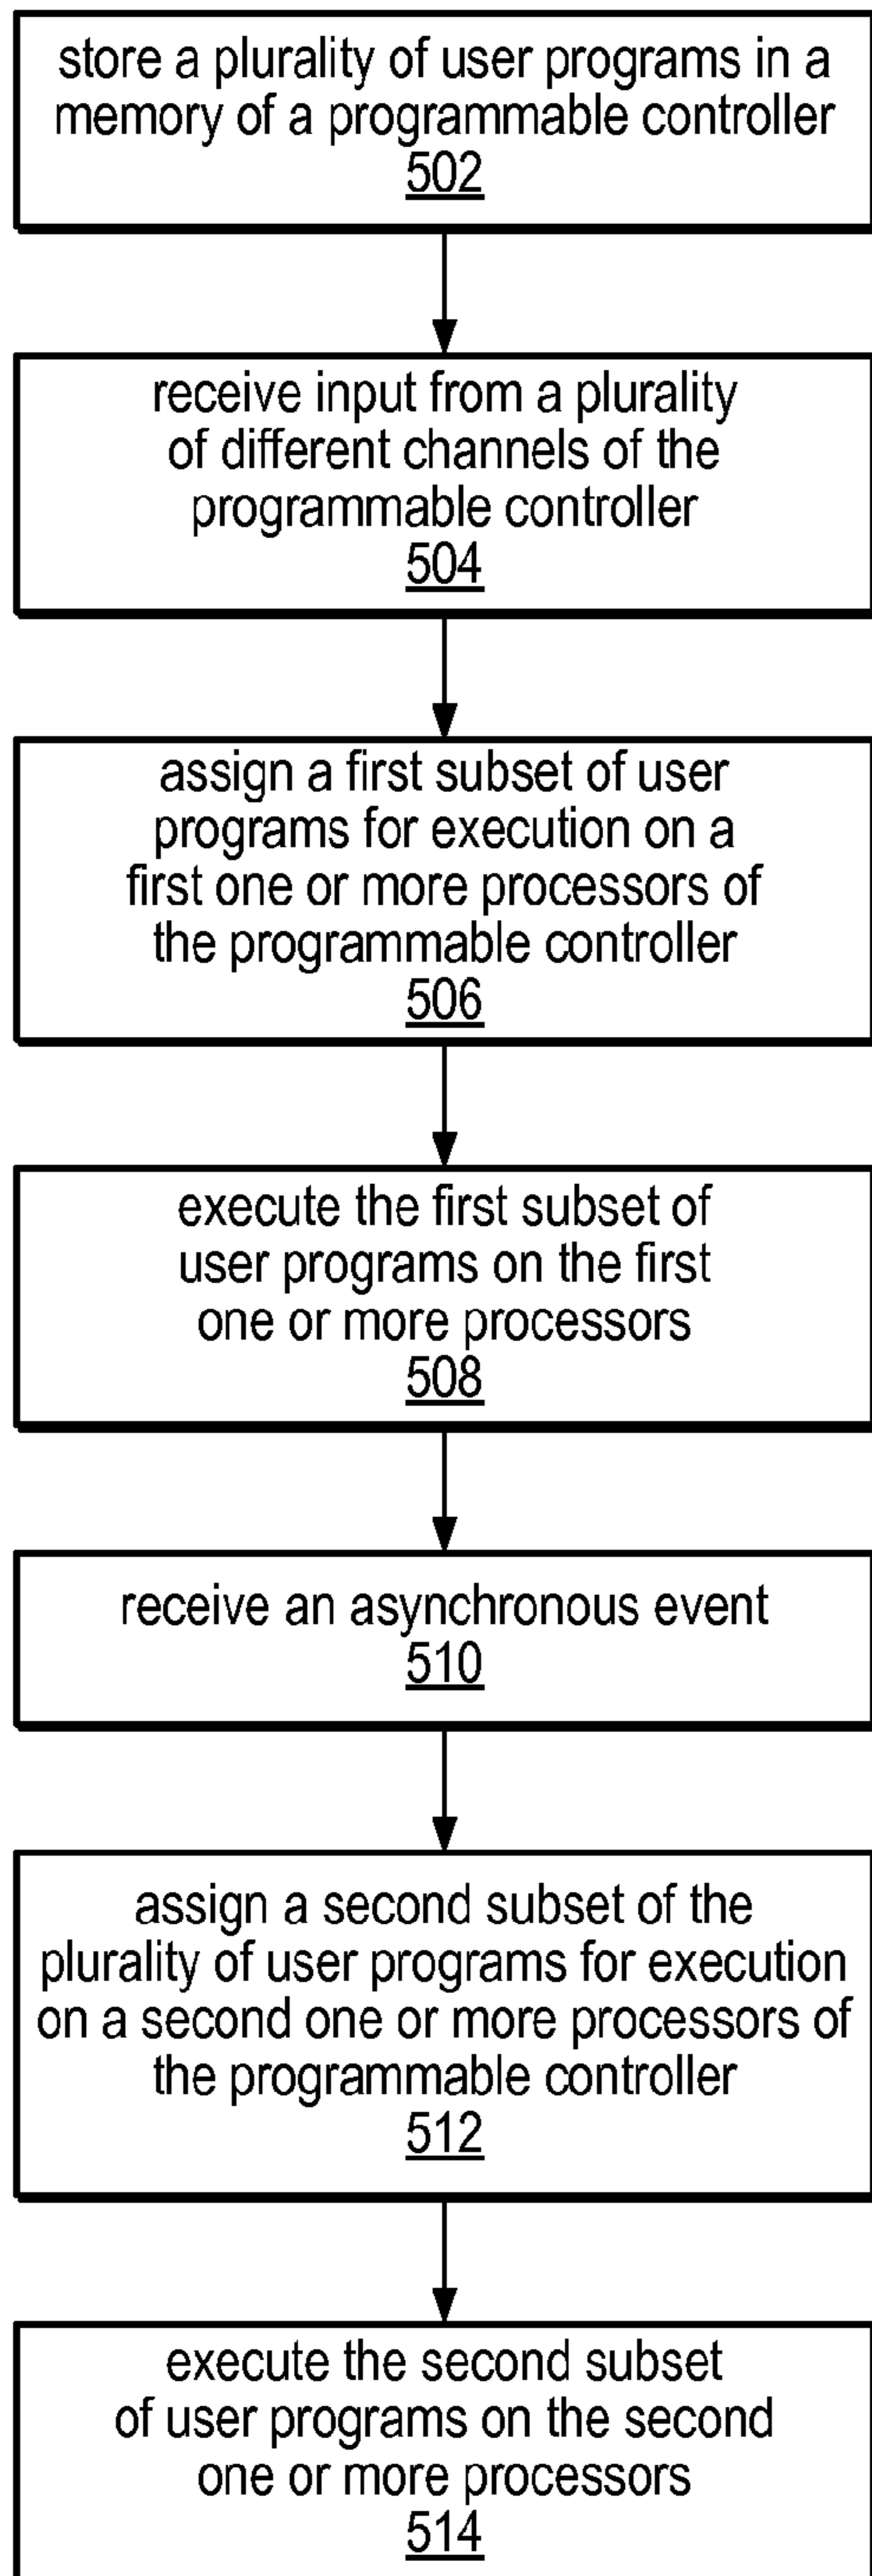 store a plurality of user programs in a
memory of a programmable controller
502
receive input from a plurality
of different channels of the
programmable controller
504
assign a first subset of user
programs for execution on a
first one or more processors of
the programmable controller
506
execute the first subset of
user programs on the first
one or more processors
508
receive an asynchronous event
510
assign a second subset of the
plurality of user programs for execution
on a second one or more processors of
the programmable controller
512
execute the second subset
of user programs on the second
one or more processors
514